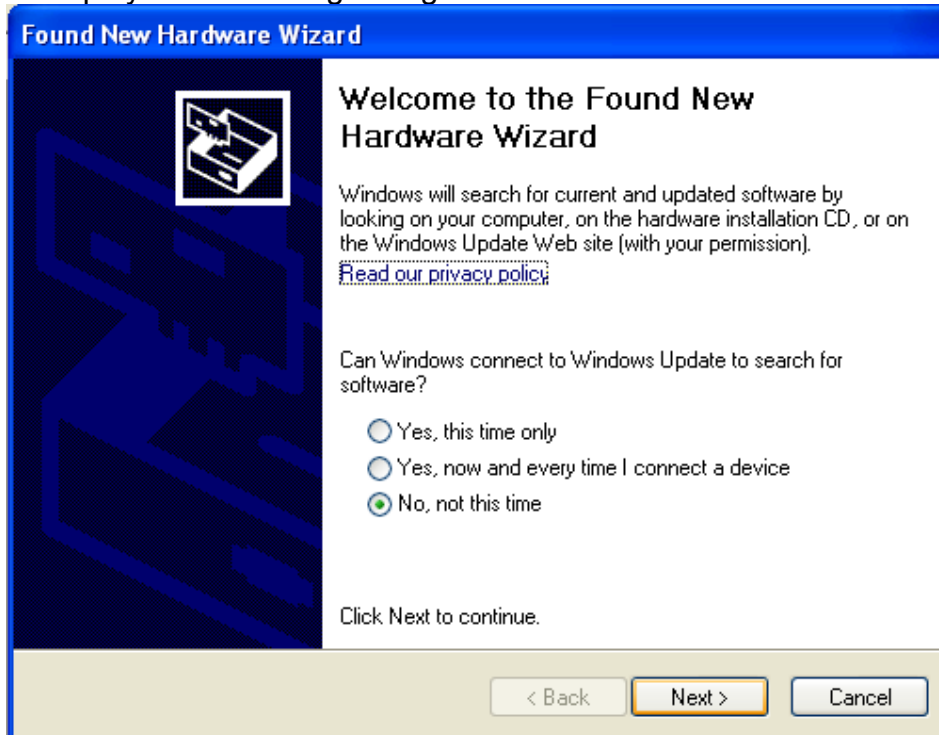 Found New Hardware Wizard
Welcome to the Found New
Hardware Wizard
Windows will search for current and updated software by
looking on your computer, on the hardware installation CD, or on
the Windows Update Web site (with your permission).
Read our privacy policy
Can Windows connect to Windows Update to search for
software?
Yes, this time only
Yes, now and every time I connect a device
No, not this time
Click Next to continue.
< Back Next > Cancel